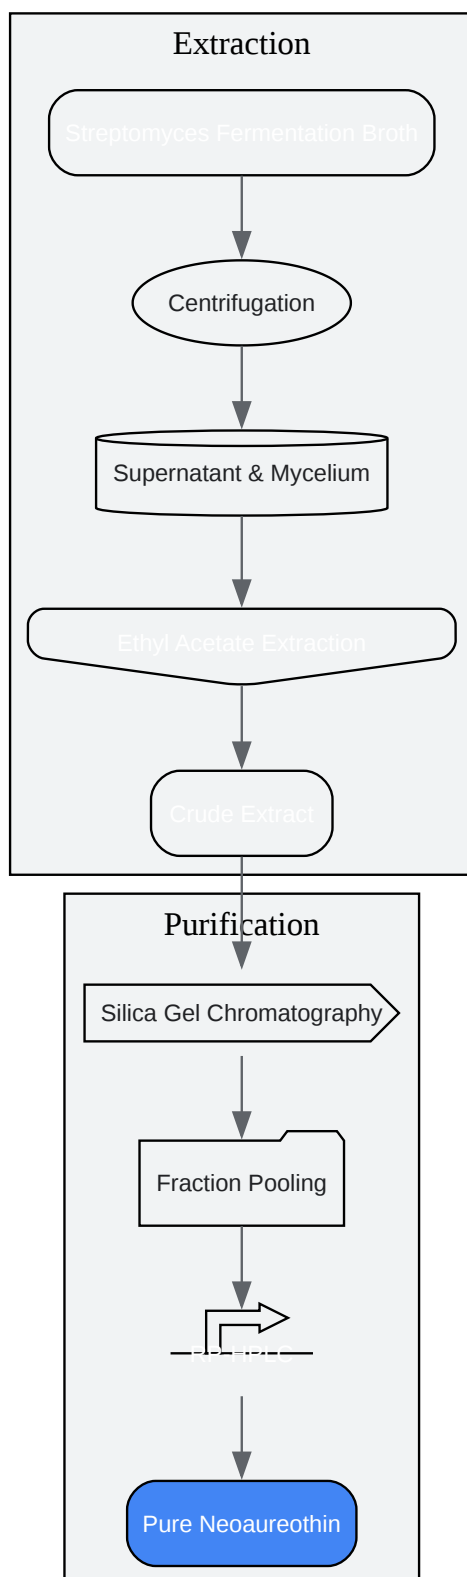 Extraction
Streptomyces Fermentation Broth
Centrifugation
Supernatant & Mycelium
Ethyl Acetate Extraction
Crude Extract
Purification
Silica Gel Chromatography
Fraction Pooling
RP-HPLC
Pure Neoaureothin